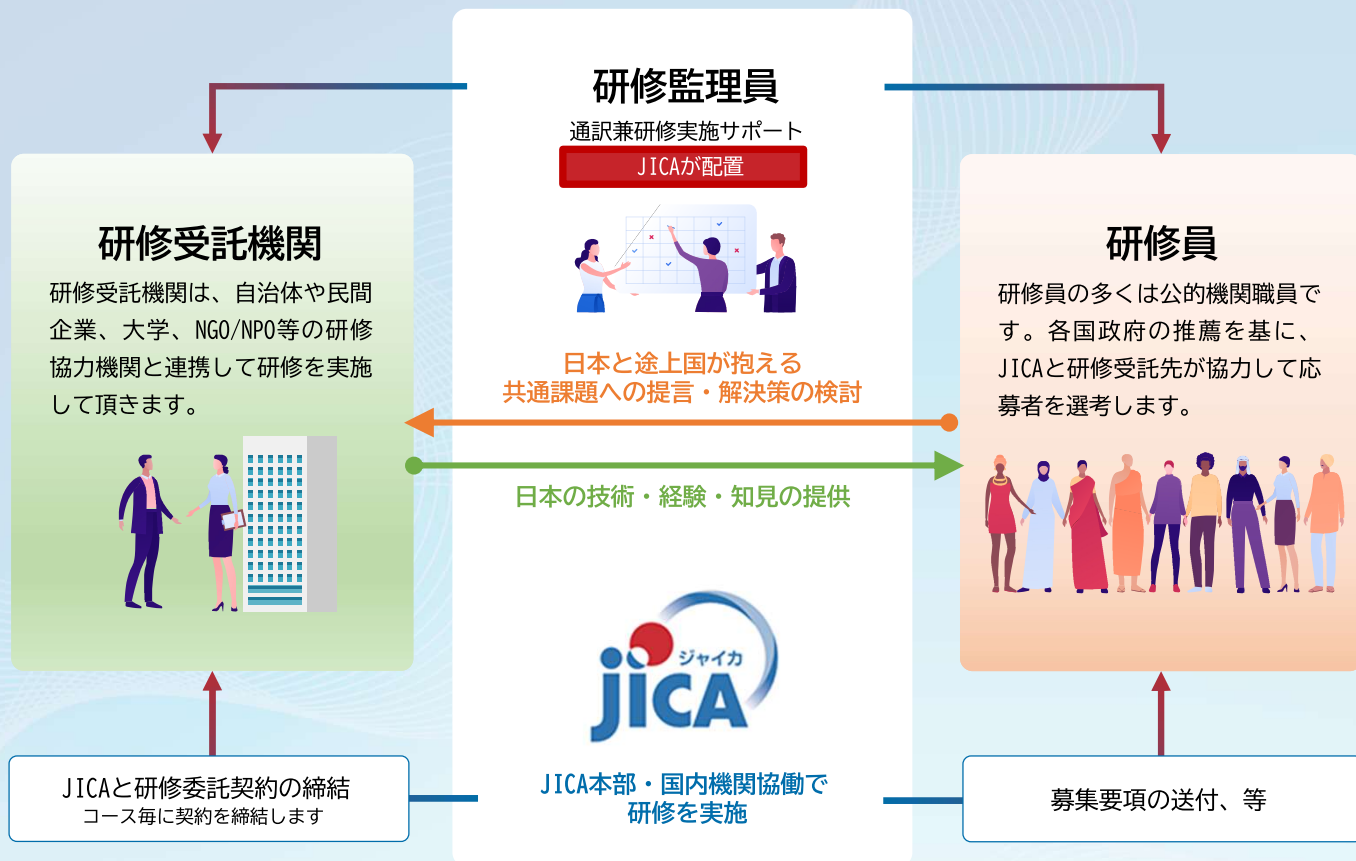 研修監理員
通訳兼研修実施サポート
JICAが配置
研修受託機関
研修受託機関は、自治体や民間
企業、大学、NGO/NPO等の研修
協力機関と連携して研修を実施
して頂きます。
日本と途上国が抱える
共通課題への提言・解決策の検討
日本の技術・経験・知見の提供
研修員
研修員の多くは公的機関職員で
す。各国政府の推薦を基に、
JICAと研修受託先が協力して応
募者を選考します。
ジャイカ
JICA
JICA本部・国内機関協働で
研修を実施
JICAと研修委託契約の締結
コース毎に契約を締結します
募集要項の送付、等